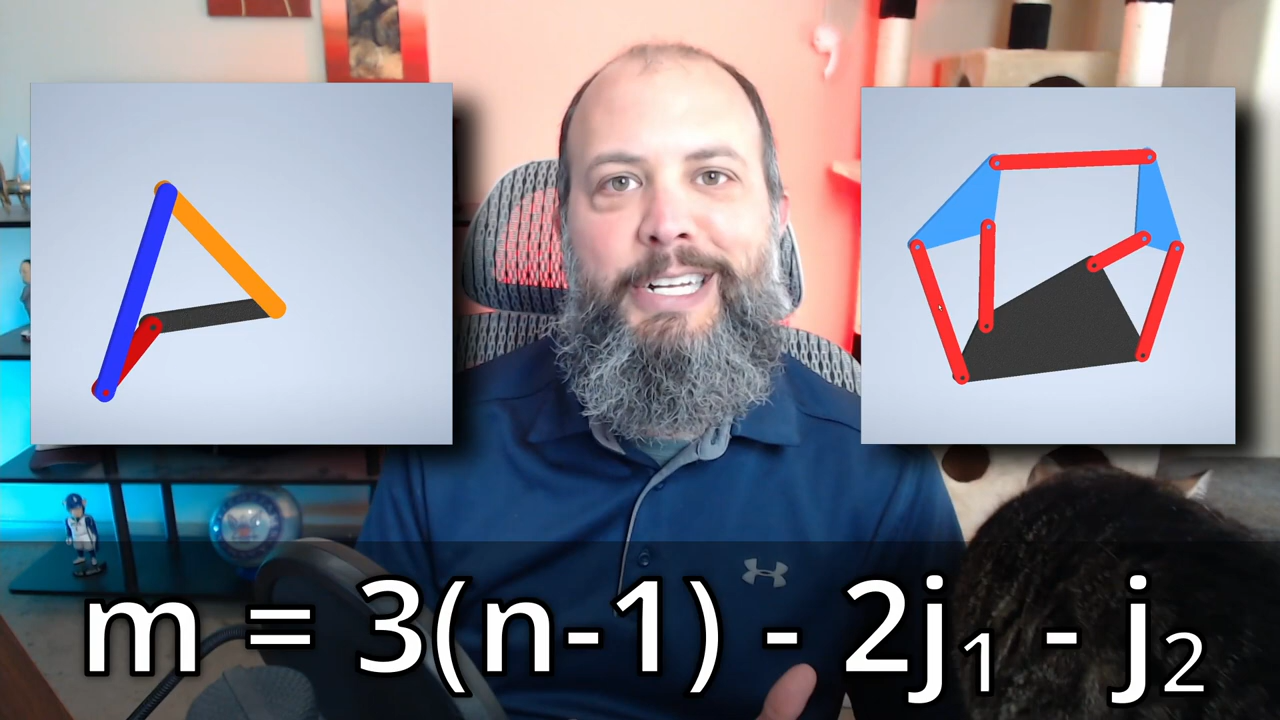 m = 3(n-1) - 2j₁ - j₂